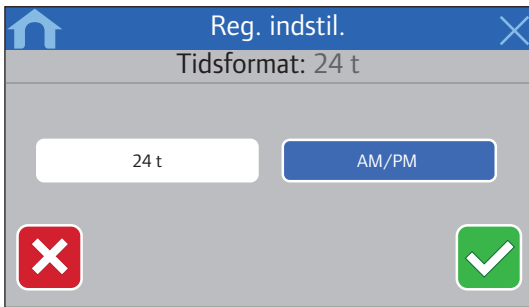 Reg. indstil.
Tidsformat: 24 t
24 t
AM/PM